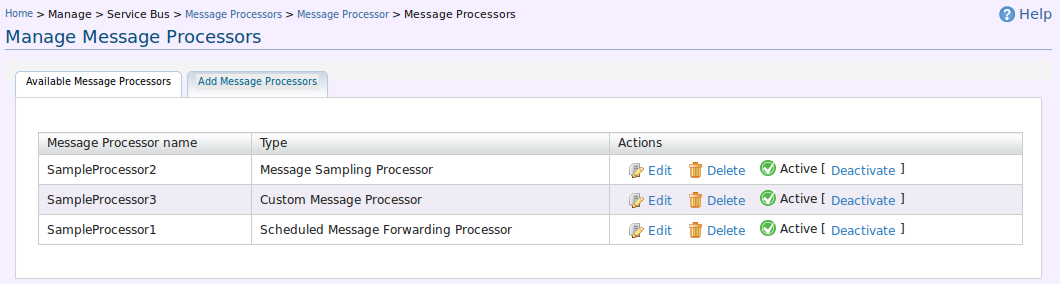 Home > Manage > Service Bus > Message Processors > Message Processor > Message Processors
Help
Manage Message Processors
Available Message Processors Add Message Processors
Message Processor name Type Actions
SampleProcessor2 Message Sampling Processor Edit Delete Active [ Deactivate ]
SampleProcessor3 Custom Message Processor Edit Delete Active [ Deactivate ]
SampleProcessor1 Scheduled Message Forwarding Processor Edit Delete Active [ Deactivate ]